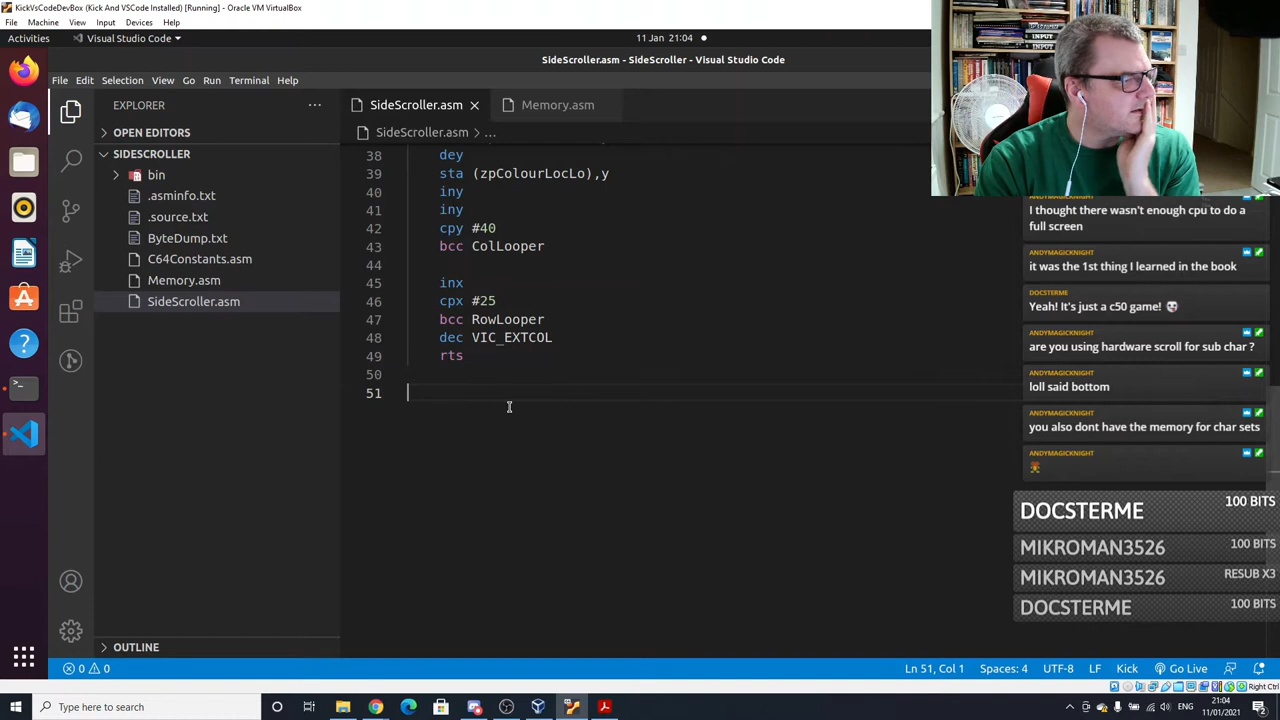 KickVsCodeDevBox (Kick And VSCode Installed) [Running] - Oracle VM VirtualBox
File Machine View Input Devices Help
Activities Visual Studio Code 11 Jan 21:04
SideScroller.asm - SideScroller - Visual Studio Code
File Edit Selection View Go Run Terminal Help
EXPLORER
OPEN EDITORS
SIDESCROLLER
bin
.asminfo.txt
.source.txt
ByteDump.txt
C64Constants.asm
Memory.asm
SideScroller.asm
OUTLINE
SideScroller.asm Memory.asm
SideScroller.asm ...
38 dey
39 sta (zpColourLocLo),y
40 iny
41 iny
42 cpy #40
43 bcc ColLooper
44
45 inx
46 cpx #25
47 bcc RowLooper
48 dec VIC_EXTCOL
49 rts
50
51
INPUT
INPUT
ANDYMAGICKNIGHT
I thought there wasn't enough cpu to do a
full screen
ANDYMAGICKNIGHT
it was the 1st thing I learned in the book
DOCSTERME
Yeah! It's just a c50 game!
ANDYMAGICKNIGHT
are you using hardware scroll for sub char ?
ANDYMAGICKNIGHT
loll said bottom
ANDYMAGICKNIGHT
you also dont have the memory for char sets
ANDYMAGICKNIGHT
DOCSTERME 100 BITS
MIKROMAN3526 100 BITS
MIKROMAN3526 RESUB X3
DOCSTERME 100 BITS
0 0 Ln 51, Col 1 Spaces: 4 UTF-8 LF Kick Go Live
Right Ctrl
Type here to search
21:04
11/01/2021